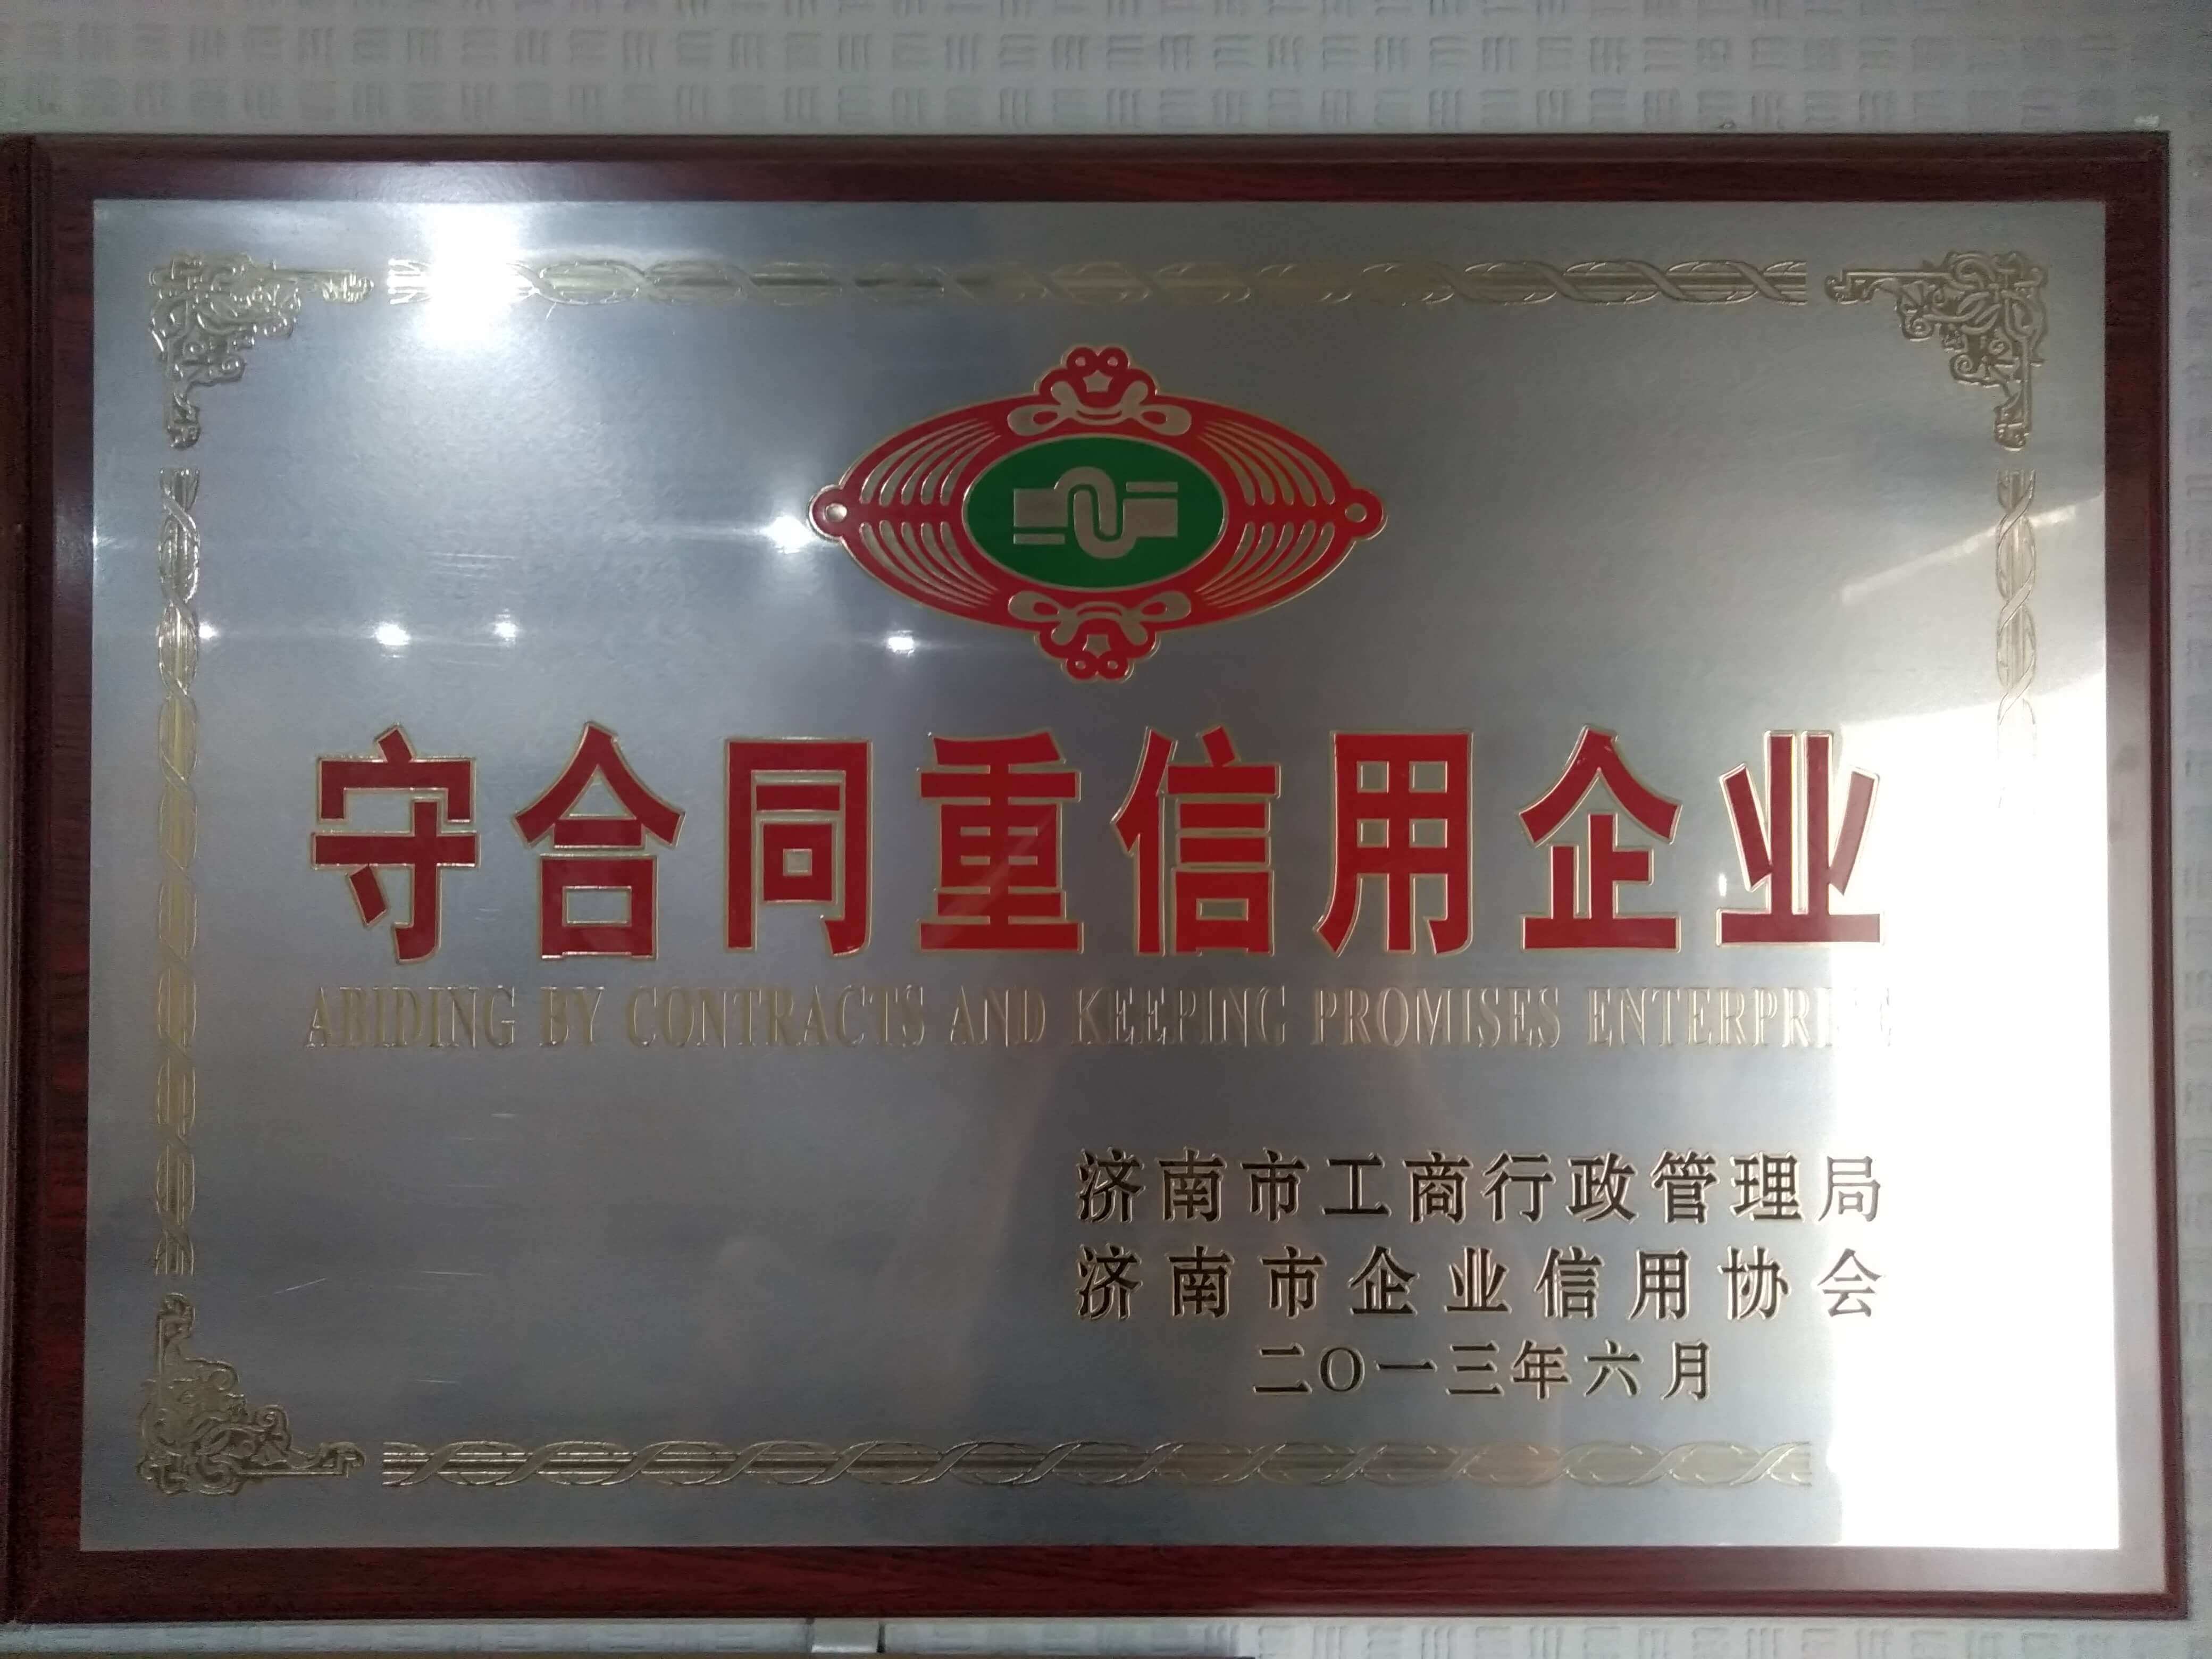 守合同重信用企业
ABIDING BY CONTRACTS AND KEEPING PROMISES ENTERPRISE
济南市工商行政管理局
济南市企业信用协会
二〇一三年六月